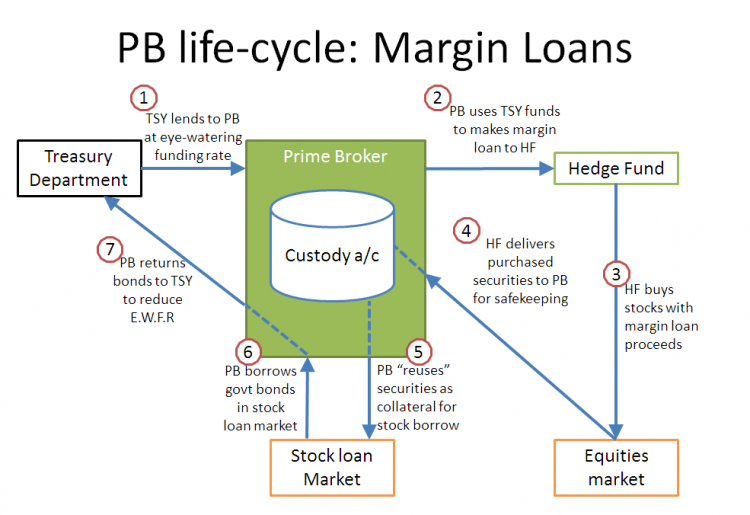 PB life-cycle: Margin Loans
1
TSY lends to PB
at eye-watering
funding rate
2
PB uses TSY funds
to makes margin
loan to HF
Treasury
Department
Prime Broker
Hedge Fund
Custody a/c
4
HF delivers
purchased
securities to PB
for safekeeping
3
HF buys
stocks with
margin loan
proceeds
7
PB returns
bonds to TSY
to reduce
E.W.F.R
6
PB borrows
govt bonds
in stock
loan market
5
PB “reuses”
securities as
collateral for
stock borrow
Stock loan
Market
Equities
market